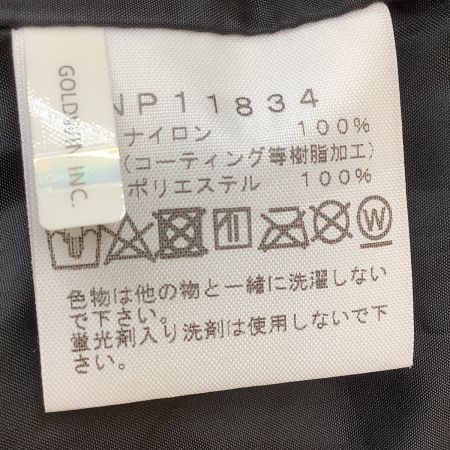 GOLDWIN INC.
NP11834
ナイロン 100%
(コーティング等樹脂加工)
ポリエステル 100%
W
色物は他の物と一緒に洗濯しない
で下さい。
蛍光剤入り洗剤は使用しないで下
さい。